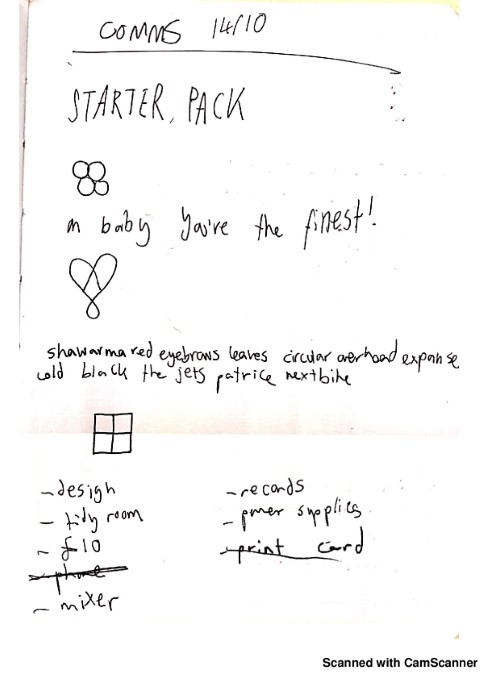 COMMS 14/10
STARTER PACK
m baby You're the finest!
shawarma red eyebrows leaves circular overhead expanse
cold black the jets patrice nextbike
- design
- tidy room
- £10
- phone
- mixer
- records
- power supplies
- print card
Scanned with CamScanner